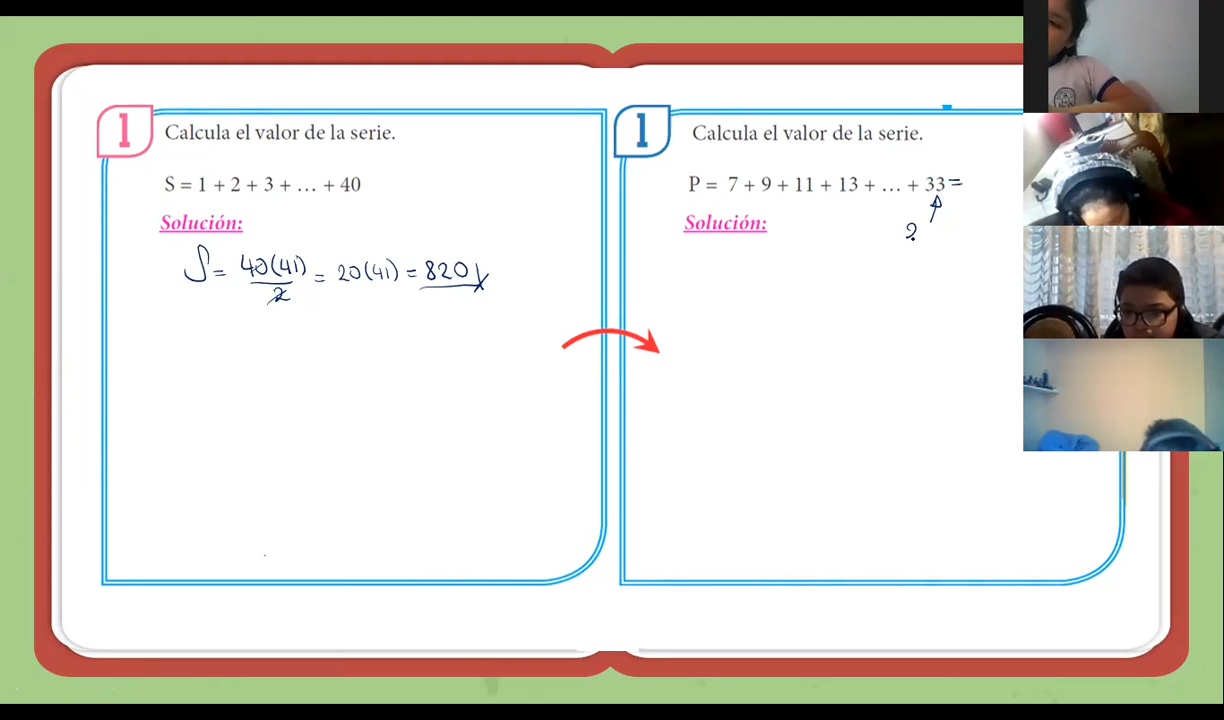 1
Calcula el valor de la serie.
S = 1 + 2 + 3 + ... + 40
Solución:
S = 40(41)/2 = 20(41) = 820
1
Calcula el valor de la serie.
P = 7 + 9 + 11 + 13 + ... + 33 =
Solución:
?